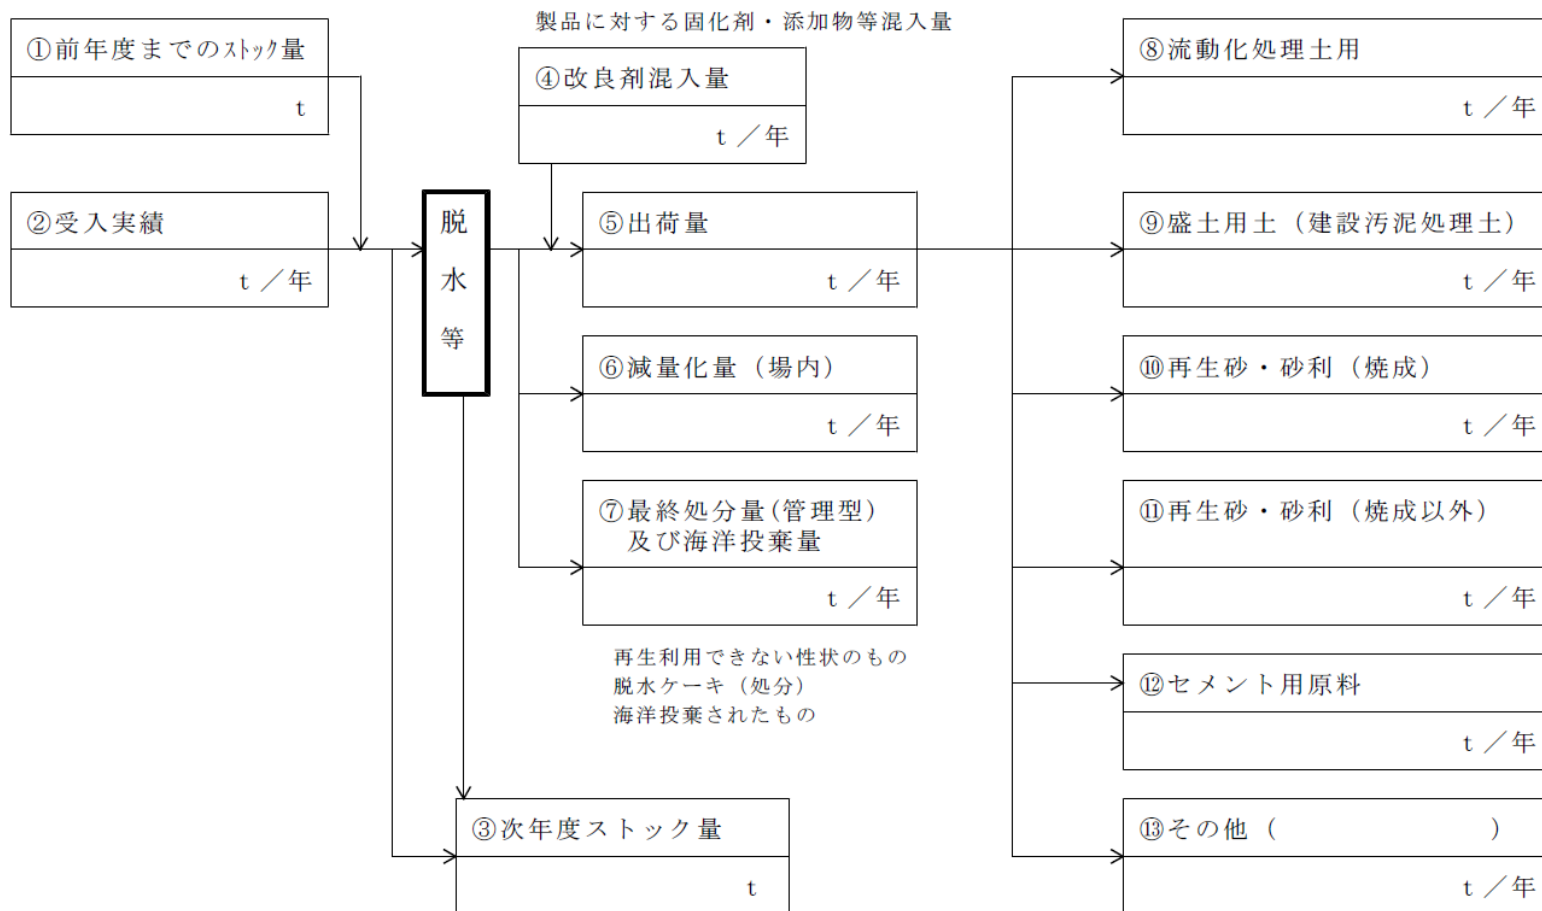 製品に対する固化剤・添加物等混入量
①前年度までのｽﾄｯｸ量
t
②受入実績
t ／年
脱
水
等
④改良剤混入量
t ／年
⑤出荷量
t ／年
⑥減量化量（場内）
t ／年
⑦最終処分量(管理型)
及び海洋投棄量
t ／年
再生利用できない性状のもの
脱水ケーキ（処分）
海洋投棄されたもの
③次年度ストック量
t
⑧流動化処理土用
t ／年
⑨盛土用土（建設汚泥処理土）
t ／年
⑩再生砂・砂利（焼成）
t ／年
⑪再生砂・砂利（焼成以外）
t ／年
⑫セメント用原料
t ／年
⑬その他（　　　　　　　　　）
t ／年